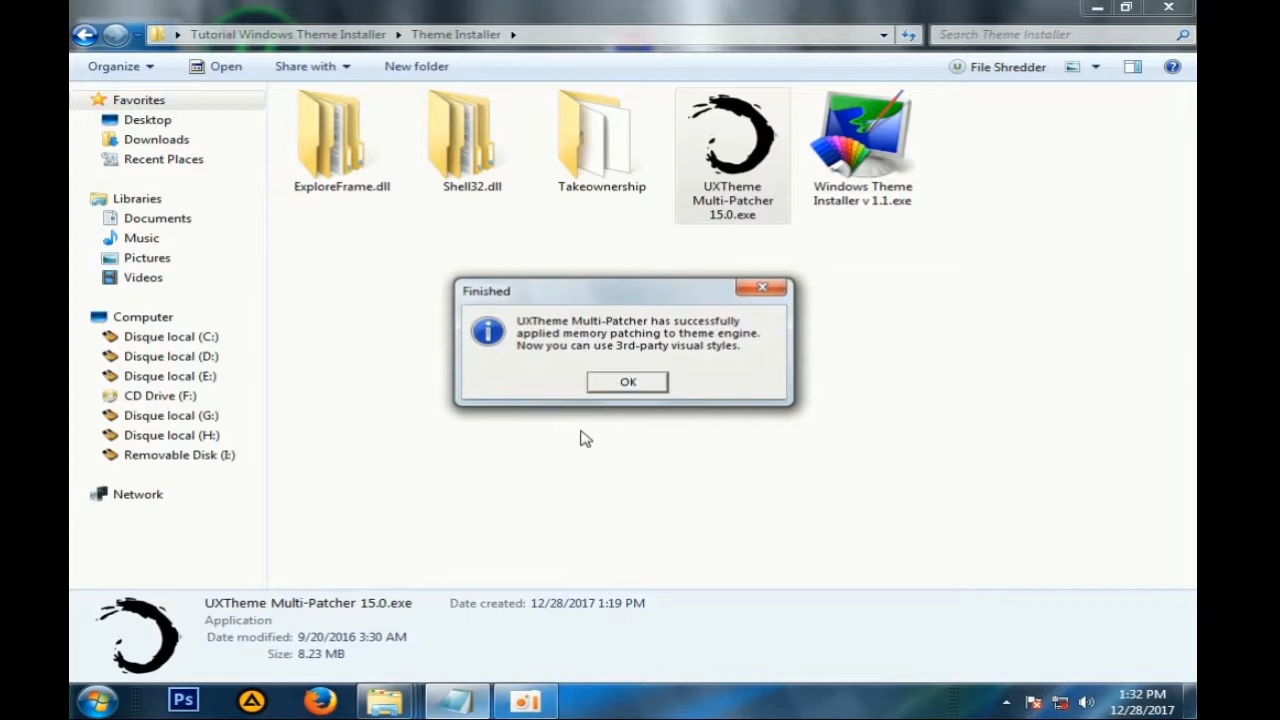 Tutorial Windows Theme Installer
Theme Installer
Search Theme Installer
Organize
Open
Share with
New folder
File Shredder
Favorites
Desktop
Downloads
Recent Places
Libraries
Documents
Music
Pictures
Videos
Computer
Disque local (C:)
Disque local (D:)
Disque local (E:)
CD Drive (F:)
Disque local (G:)
Disque local (H:)
Removable Disk (I:)
Network
ExploreFrame.dll
Shell32.dll
Takeownership
UXTheme
Multi-Patcher
15.0.exe
Windows Theme
Installer v 1.1.exe
Finished
UXTheme Multi-Patcher has successfully
applied memory patching to theme engine.
Now you can use 3rd-party visual styles.
OK
UXTheme Multi-Patcher 15.0.exe
Date created: 12/28/2017 1:19 PM
Application
Date modified: 9/20/2016 3:30 AM
Size: 8.23 MB
Ps
1:32 PM
12/28/2017